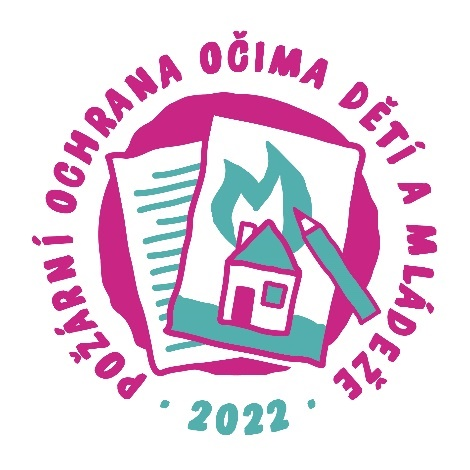 POŽÁRNÍ OCHRANA OČIMA DĚTÍ A MLÁDEŽE
· 2022 ·